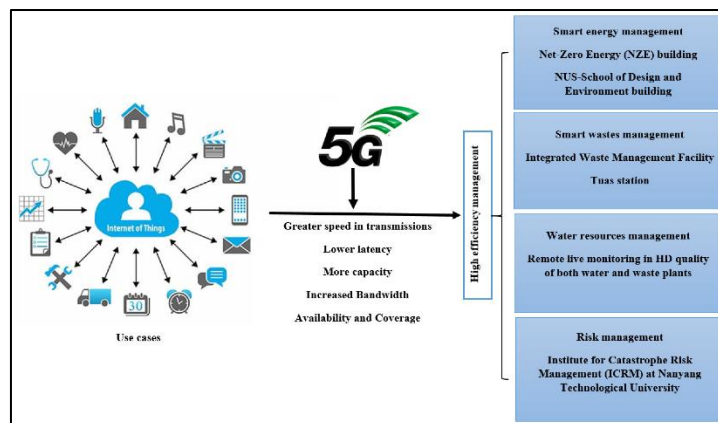 Internet of Things
30
Use cases
5G
Greater speed in transmissions
Lower latency
More capacity
Increased Bandwidth
Availability and Coverage
High efficiency management
Smart energy management
Net-Zero Energy (NZE) building
NUS-School of Design and
Environment building
Smart wastes management
Integrated Waste Management Facility
Tuas station
Water resources management
Remote live monitoring in HD quality
of both water and waste plants
Risk management
Institute for Catastrophe Risk
Management (ICRM) at Nanyang
Technological University